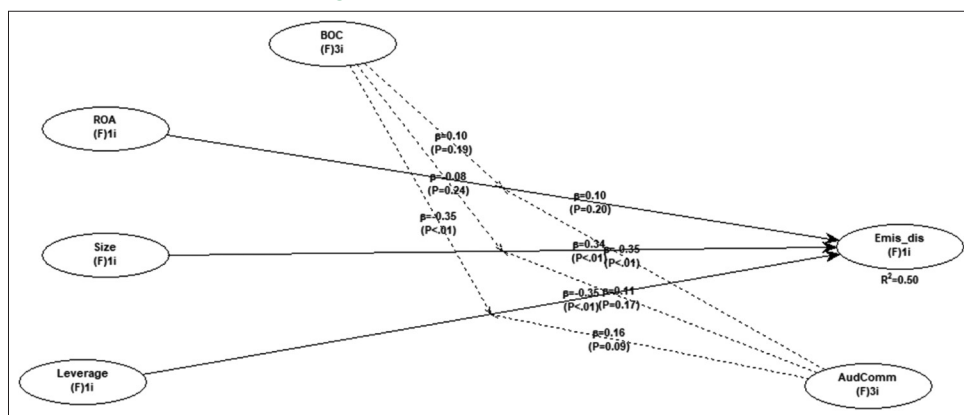 BOC
(F)3i
ROA
(F)1i
β=0.10
(P=0.19)
β=-0.08
(P=0.24)
β=0.10
(P=0.20)
β=-0.35
(P<.01)
Size
(F)1i
β=0.34
(P<.01)
β=-0.35
(P<.01)
Emis_dis
(F)1i
R²=0.50
β=-0.35
(P<.01)
β=0.11
(P=0.17)
β=0.16
(P=0.09)
Leverage
(F)1i
AudComm
(F)3i